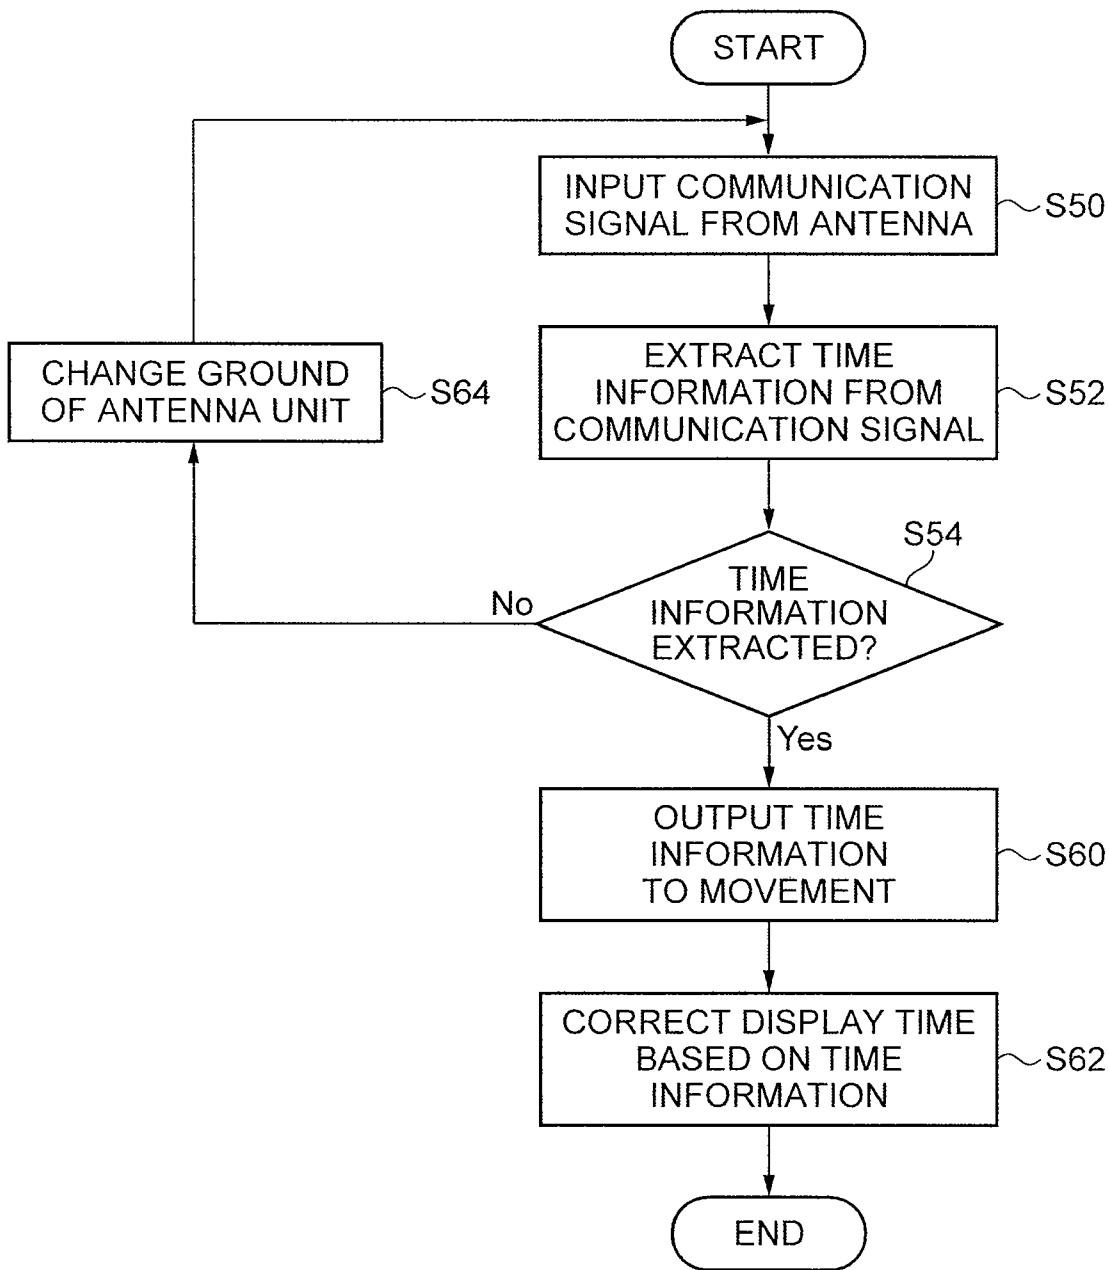 START
INPUT COMMUNICATION
SIGNAL FROM ANTENNA
S50
EXTRACT TIME
INFORMATION FROM
COMMUNICATION SIGNAL
S52
CHANGE GROUND
OF ANTENNA UNIT
S64
S54
TIME
INFORMATION
EXTRACTED?
No
Yes
OUTPUT TIME
INFORMATION
TO MOVEMENT
S60
CORRECT DISPLAY TIME
BASED ON TIME
INFORMATION
S62
END